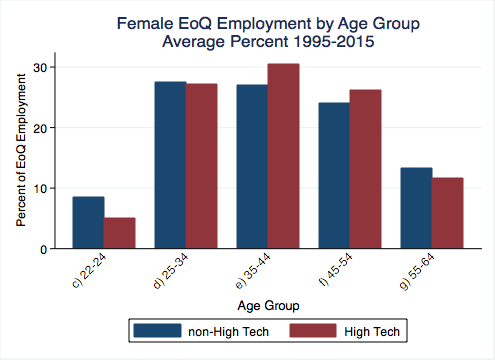 Female EoQ Employment by Age Group
Average Percent 1995-2015
Percent of EoQ Employment
30
20
10
0
c) 22-24
d) 25-34
e) 35-44
f) 45-54
g) 55-64
Age Group
non-High Tech
High Tech